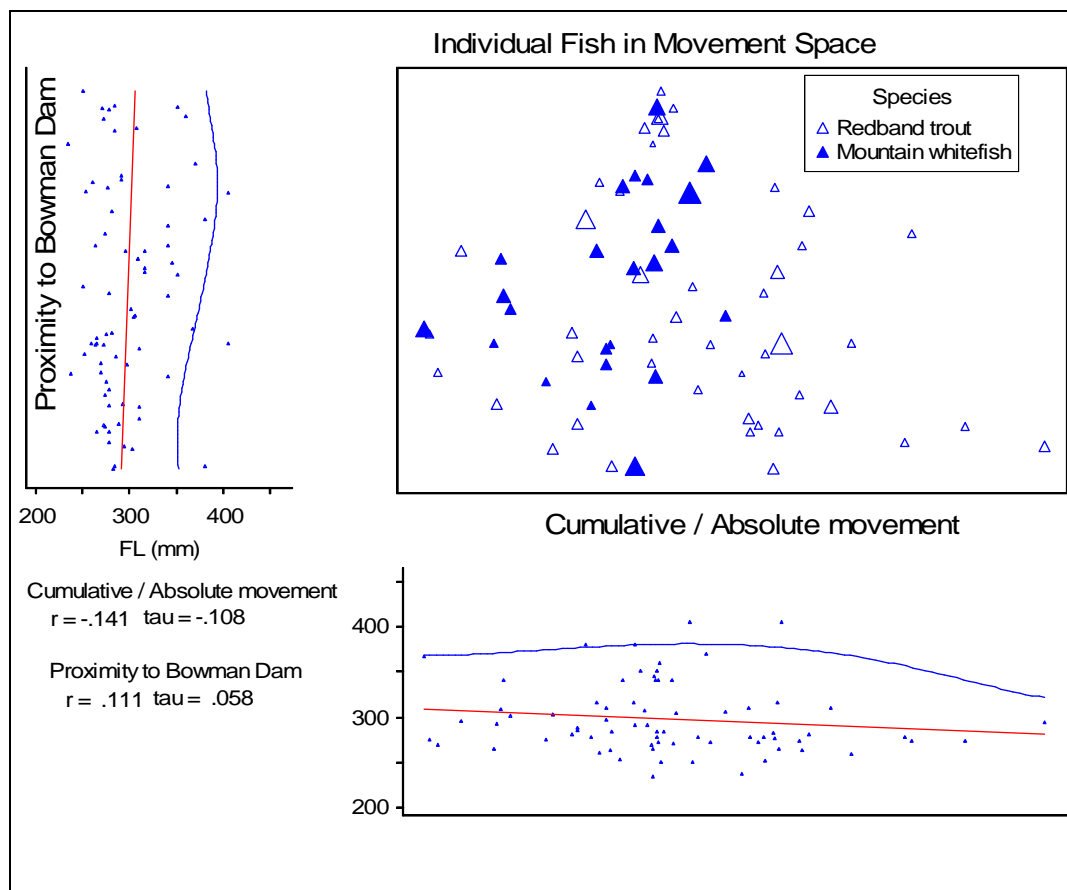 Individual Fish in Movement Space
Species
Redband trout
Mountain whitefish
Proximity to Bowman Dam
200 300 400
FL (mm)
Cumulative / Absolute movement
Cumulative / Absolute movement
r = -.141 tau = -.108
Proximity to Bowman Dam
r = .111 tau = .058
400
300
200